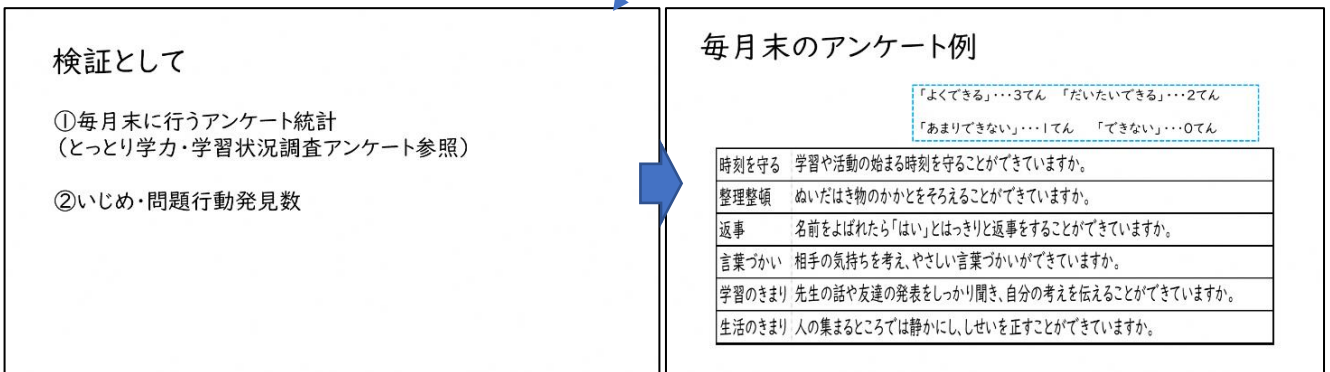 検証として
①毎月末に行うアンケート統計
(とっとり学力・学習状況調査アンケート参照)
②いじめ・問題行動発見数
毎月末のアンケート例
「よくできる」・・・3てん 「だいたいできる」・・・2てん
「あまりできない」・・・1てん 「できない」・・・0てん
時刻を守る 学習や活動の始まる時刻を守ることができていますか。
整理整頓 ぬいだはき物のかかとをそろえることができていますか。
返事 名前をよばれたら「はい」とはっきりと返事をすることができていますか。
言葉づかい 相手の気持ちを考え、やさしい言葉づかいができていますか。
学習のきまり 先生の話や友達の発表をしっかり聞き、自分の考えを伝えることができていますか。
生活のきまり 人の集まるところでは静かにし、しせいを正すことができていますか。